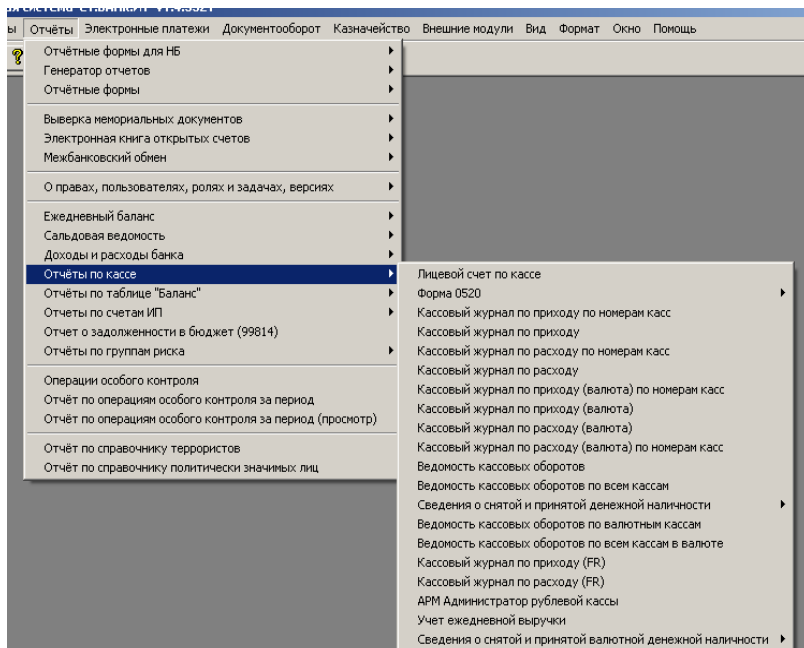 СТ.БАНК.ИТ
ы Отчёты Электронные платежи Документооборот Казначейство Внешние модули Вид Формат Окно Помощь
Отчётные формы для НБ
Генератор отчетов
Отчётные формы
Выверка мемориальных документов
Электронная книга открытых счетов
Межбанковский обмен
О правах, пользователях, ролях и задачах, версиях
Ежедневный баланс
Сальдовая ведомость
Доходы и расходы банка
Отчёты по кассе
Отчёты по таблице "Баланс"
Отчеты по счетам ИП
Отчет о задолженности в бюджет (99814)
Отчёты по группам риска
Операции особого контроля
Отчёт по операциям особого контроля за период
Отчёт по операциям особого контроля за период (просмотр)
Отчёт по справочнику террористов
Отчёт по справочнику политически значимых лиц
Лицевой счет по кассе
Форма 0520
Кассовый журнал по приходу по номерам касс
Кассовый журнал по приходу
Кассовый журнал по расходу по номерам касс
Кассовый журнал по расходу
Кассовый журнал по приходу (валюта) по номерам касс
Кассовый журнал по приходу (валюта)
Кассовый журнал по расходу (валюта)
Кассовый журнал по расходу (валюта) по номерам касс
Ведомость кассовых оборотов
Ведомость кассовых оборотов по всем кассам
Сведения о снятой и принятой денежной наличности
Ведомость кассовых оборотов по валютным кассам
Ведомость кассовых оборотов по всем кассам в валюте
Кассовый журнал по приходу (FR)
Кассовый журнал по расходу (FR)
АРМ Администратор рублевой кассы
Учет ежедневной выручки
Сведения о снятой и принятой валютной денежной наличности